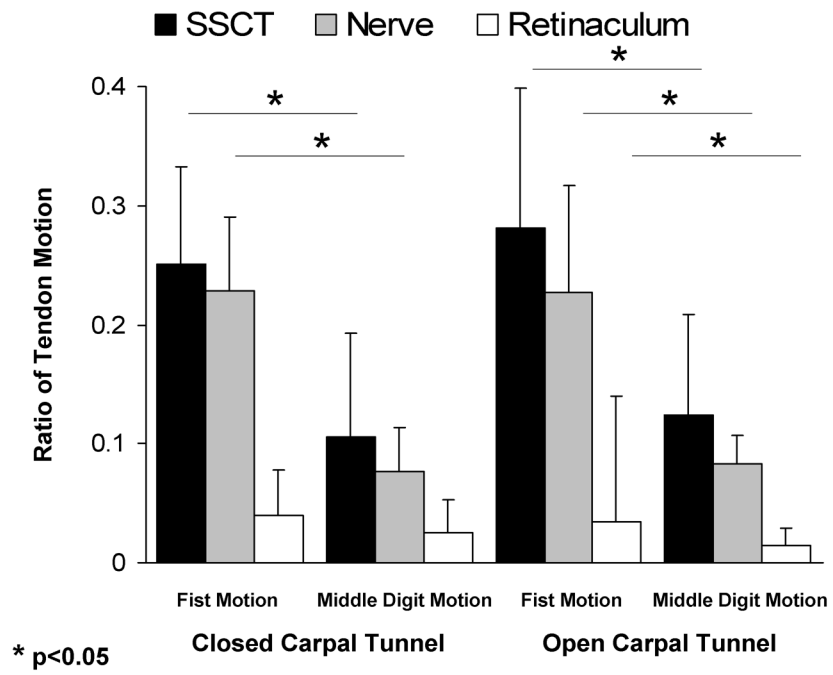 SSCT Nerve Retinaculum
*
0.4
*
*
*
*
0.3
0.2
0.1
0
Ratio of Tendon Motion
Fist Motion Middle Digit Motion Fist Motion Middle Digit Motion
Closed Carpal Tunnel Open Carpal Tunnel
* p<0.05